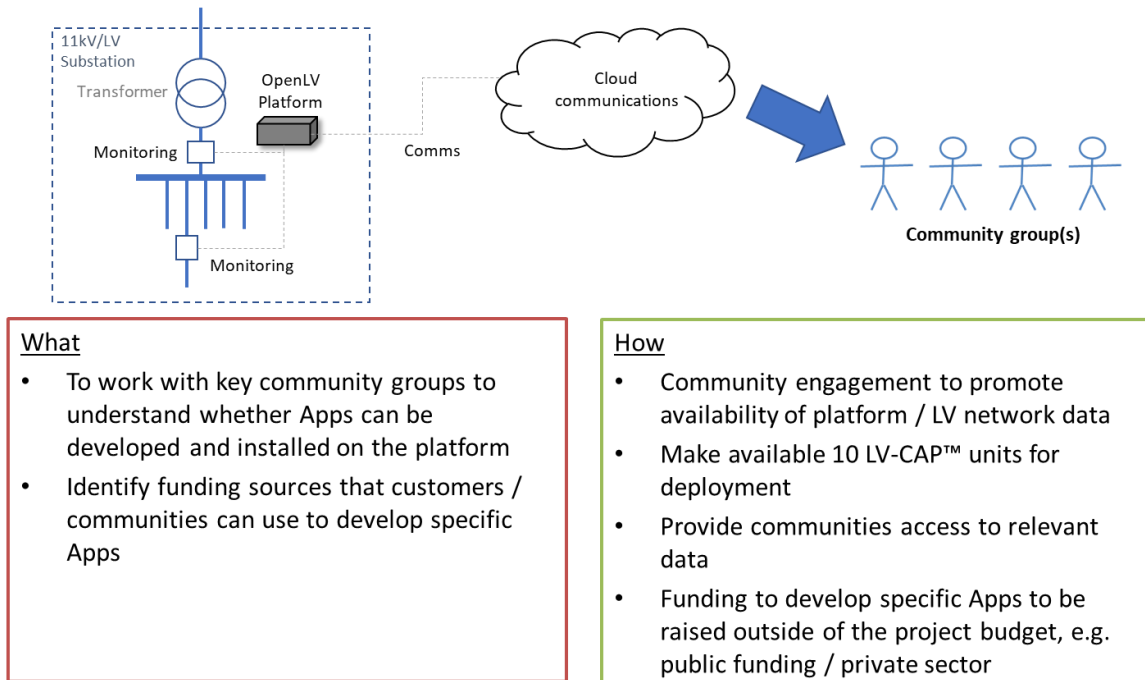 11kV/LV
Substation
Transformer
OpenLV
Platform
Monitoring
Monitoring
Comms
Cloud
communications
Community group(s)
What
• To work with key community groups to
understand whether Apps can be
developed and installed on the platform
• Identify funding sources that customers /
communities can use to develop specific
Apps
How
• Community engagement to promote
availability of platform / LV network data
• Make available 10 LV-CAP™ units for
deployment
• Provide communities access to relevant
data
• Funding to develop specific Apps to be
raised outside of the project budget, e.g.
public funding / private sector